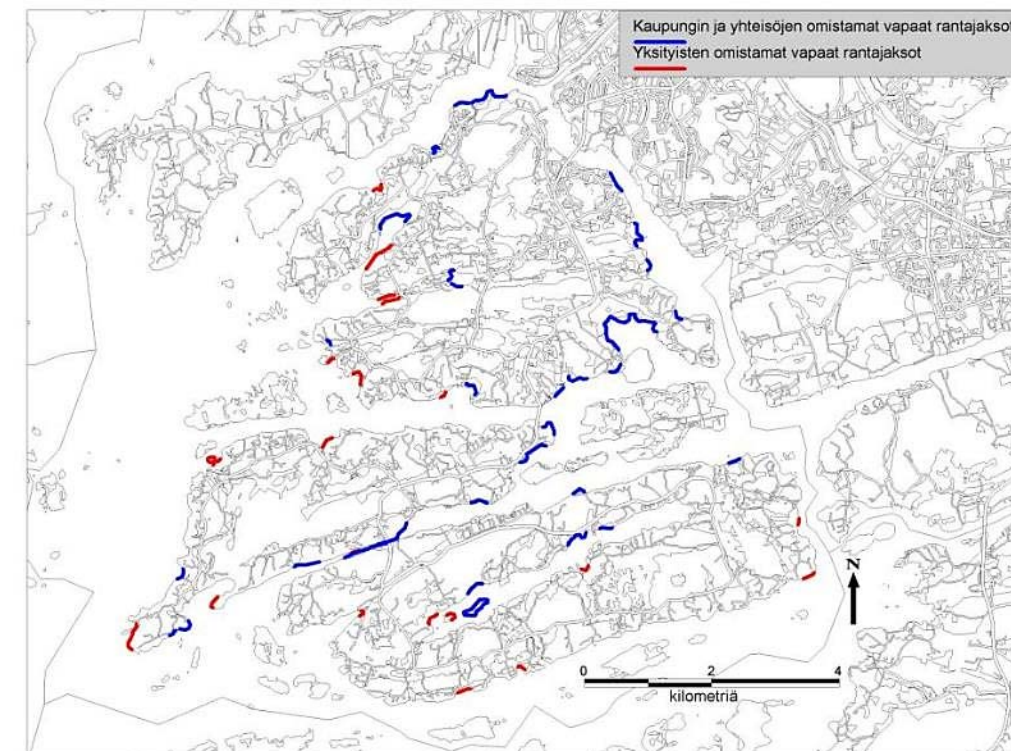 Kaupungin ja yhteisöjen omistamat vapaat rantajaksot
Yksityisten omistamat vapaat rantajaksot
N
0 2 4
kilometriä